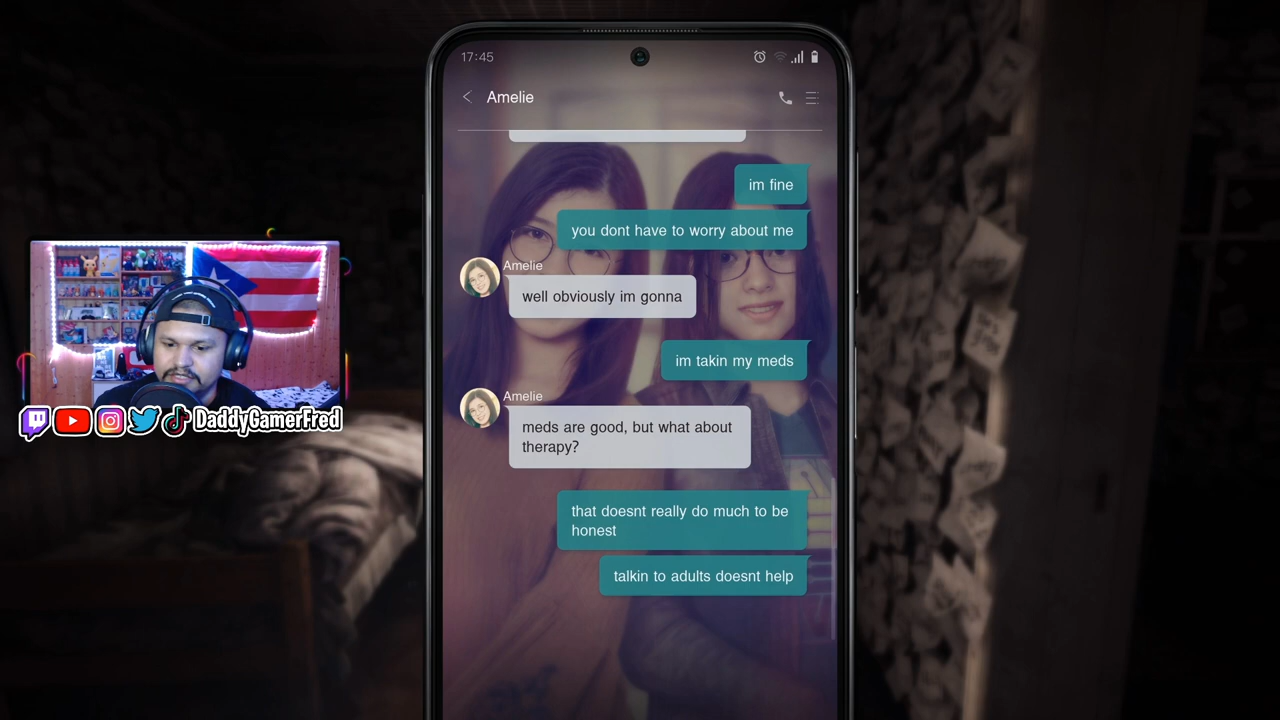 17:45
Amelie
im fine
you dont have to worry about me
Amelie
well obviously im gonna
im takin my meds
Amelie
meds are good, but what about
therapy?
that doesnt really do much to be
honest
talkin to adults doesnt help
DaddyGamerFred